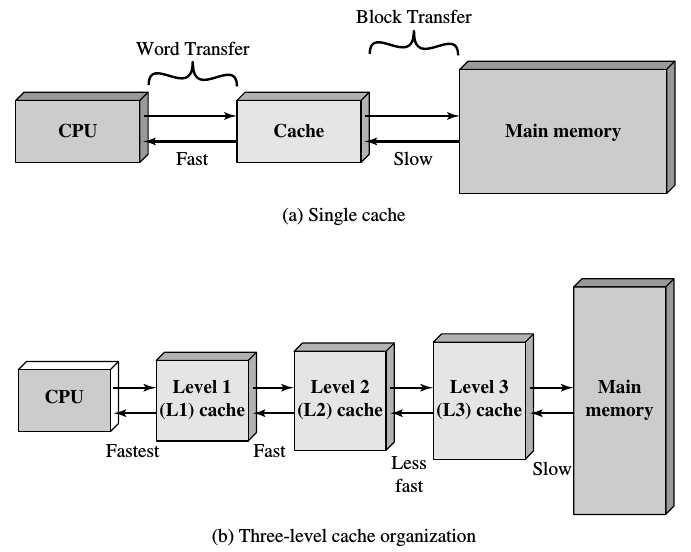 Block Transfer
Word Transfer
CPU
Cache
Main memory
Fast
Slow
(a) Single cache
CPU
Level 1
(L1) cache
Level 2
(L2) cache
Level 3
(L3) cache
Main
memory
Fastest
Fast
Less
fast
Slow
(b) Three-level cache organization